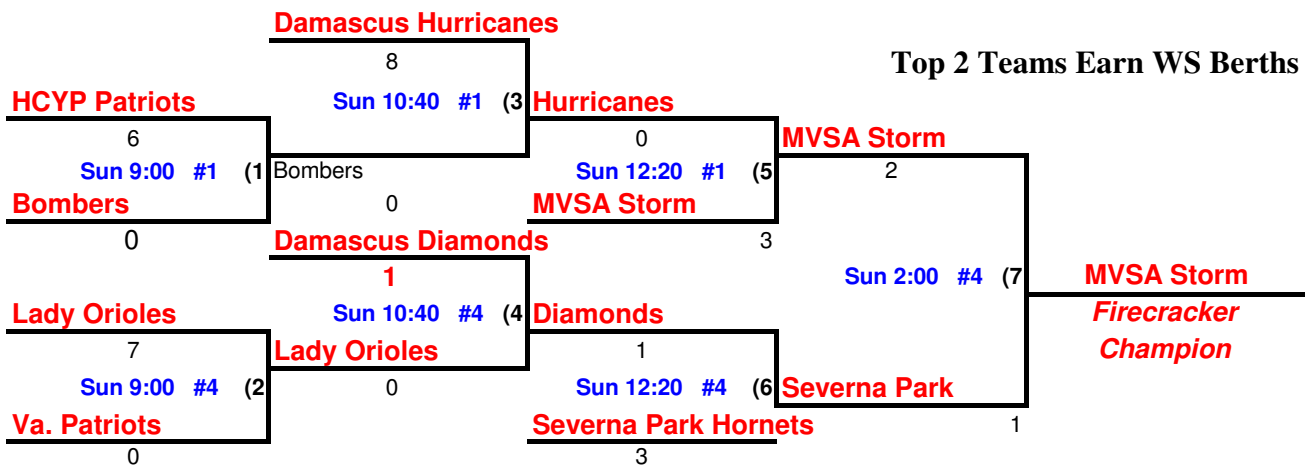 Damascus Hurricanes
8
Top 2 Teams Earn WS Berths
HCYP Patriots
Sun 10:40 #1 (3
Hurricanes
6
0
MVSA Storm
Sun 9:00 #1 (1
Bombers
Sun 12:20 #1 (5
2
Bombers
0
MVSA Storm
0
Damascus Diamonds
3
1
Sun 2:00 #4 (7
MVSA Storm
Lady Orioles
Sun 10:40 #4 (4
Diamonds
Firecracker
7
Lady Orioles
1
Champion
Sun 9:00 #4 (2
0
Sun 12:20 #4 (6
Severna Park
Va. Patriots
Severna Park Hornets
1
0
3